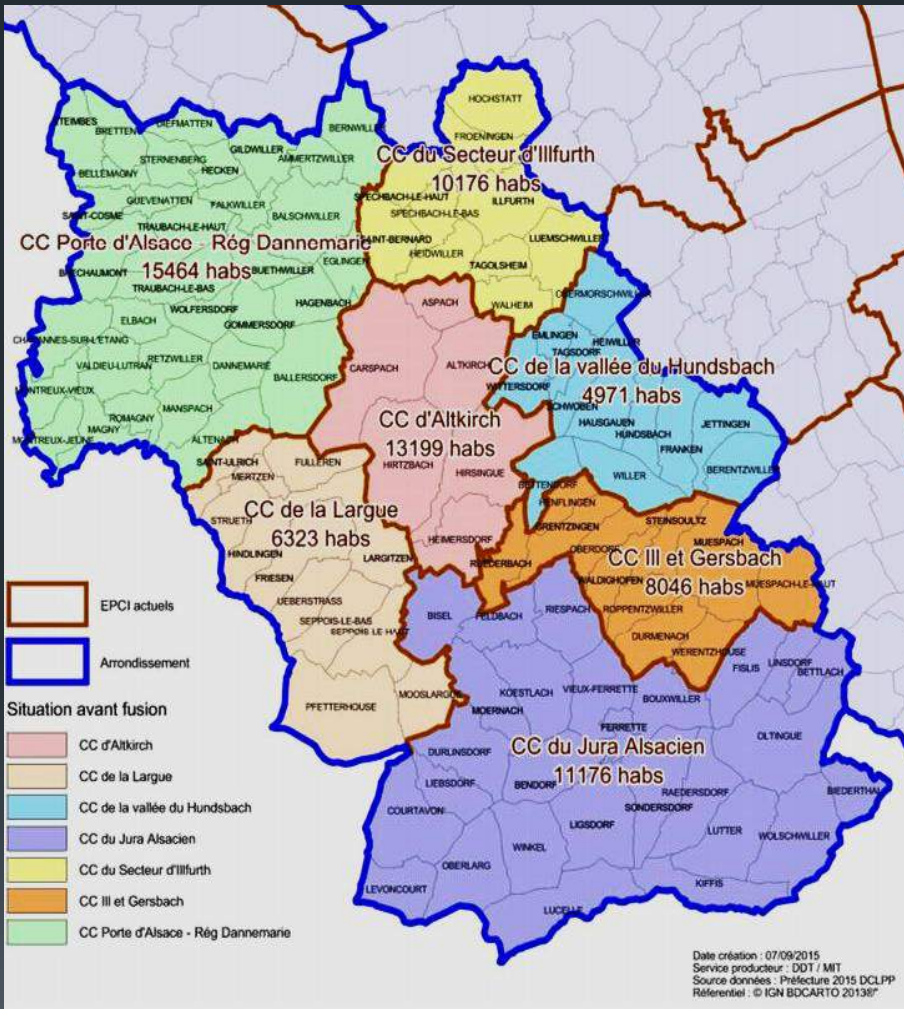 HOCHSTATT
FROENINGEN
CC du Secteur d'Illfurth
10176 habs
SPECHBACH-LE-HAUT
ILLFURTH
SPECHBACH-LE-BAS
SAINT-BERNARD
LUEMSCHWILLER
HEIDWILLER
TAGOLSHEIM
WALHEIM
BRETTEN
DIEFMATTEN
BERNWILLER
GILDWILLER
STERNENBERG
AMMERTZWILLER
HECKEN
BELLEMAGNY
GUEVENATTEN
FALKWILLER
SAINT-COSME
BALSCHWILLER
TRAUBACH-LE-HAUT
CC Porte d'Alsace - Rég Dannemarie
15464 habs
EGLINGEN
BUETHWILLER
TRAUBACH-LE-BAS
HAGENBACH
WOLFERSDORF
ELBACH
GOMMERSDORF
RETZWILLER
VALDIEU-LUTRAN
DANNEMARIE
BALLERSDORF
MONTREUX-VIEUX
MANSPACH
ROMAGNY
MAGNY
MONTREUX-JEUNE
ALTENACH
ASPACH
CARSPACH
ALTKIRCH
CC d'Altkirch
13199 habs
HIRTZBACH
HIRSINGUE
HEIMERSDORF
OBERMORSCHWILLER
EMLINGEN
HEIWILLER
TAGSDORF
CC de la vallée du Hundsbach
4971 habs
WITTERSDORF
SCHWOBEN
HAUSGAUEN
JETTINGEN
HUNDSBACH
FRANKEN
WILLER
BERENTZWILLER
BETTENDORF
SAINT-ULRICH
FULLEREN
MERTZEN
CC de la Largue
6323 habs
STRUETH
HINDLINGEN
LARGITZEN
FRIESEN
UEBERSTRASS
SEPPOIS-LE-BAS
SEPPOIS LE HAUT
MOOSLARGUE
PFETTERHOUSE
HENFLINGEN
GRENTZINGEN
STEINSOULTZ
OBERDORF
MUESPACH
CC III et Gersbach
8046 habs
RUEDERBACH
WALDIGHOFEN
MUESPACH-LE-HAUT
ROPPENTZWILLER
DURMENACH
WERENTZHOUSE
BISEL
FELDBACH
RIESPACH
FISLIS
LINSDORF
BETTLACH
KOESTLACH
VIEUX-FERRETTE
BOUXWILLER
MOERNACH
FERRETTE
OLTINGUE
CC du Jura Alsacien
11176 habs
DURLINSDORF
LIEBSDORF
BENDORF
RAEDERSDORF
BIEDERTHAL
COURTAVON
SONDERSDORF
LIGSDORF
LUTTER
WOLSCHWILLER
WINKEL
OBERLARG
LEVONCOURT
KIFFIS
LUCELLE
EPCI actuels
Arrondissement
Situation avant fusion
CC d'Altkirch
CC de la Largue
CC de la vallée du Hundsbach
CC du Jura Alsacien
CC du Secteur d'Illfurth
CC III et Gersbach
CC Porte d'Alsace - Rég Dannemarie
Date création : 07/09/2015
Service producteur : DDT / MIT
Source données : Préfecture 2015 DCLPP
Réferentiel : © IGN BDCARTO 2013®